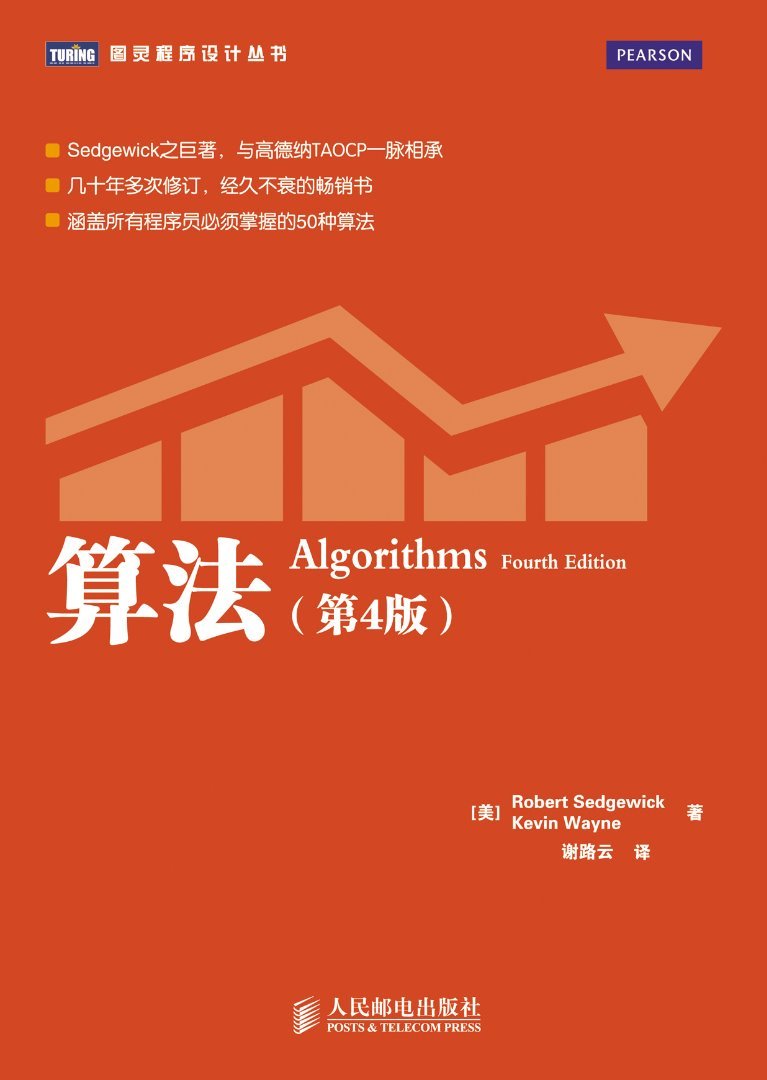 TURING 图灵程序设计丛书
PEARSON
Sedgewick之巨著，与高德纳TAOCP一脉相承
几十年多次修订，经久不衰的畅销书
涵盖所有程序员必须掌握的50种算法
算法
Algorithms Fourth Edition
（第4版）
[美] Robert Sedgewick
Kevin Wayne 著
谢路云 译
人民邮电出版社
POSTS & TELECOM PRESS